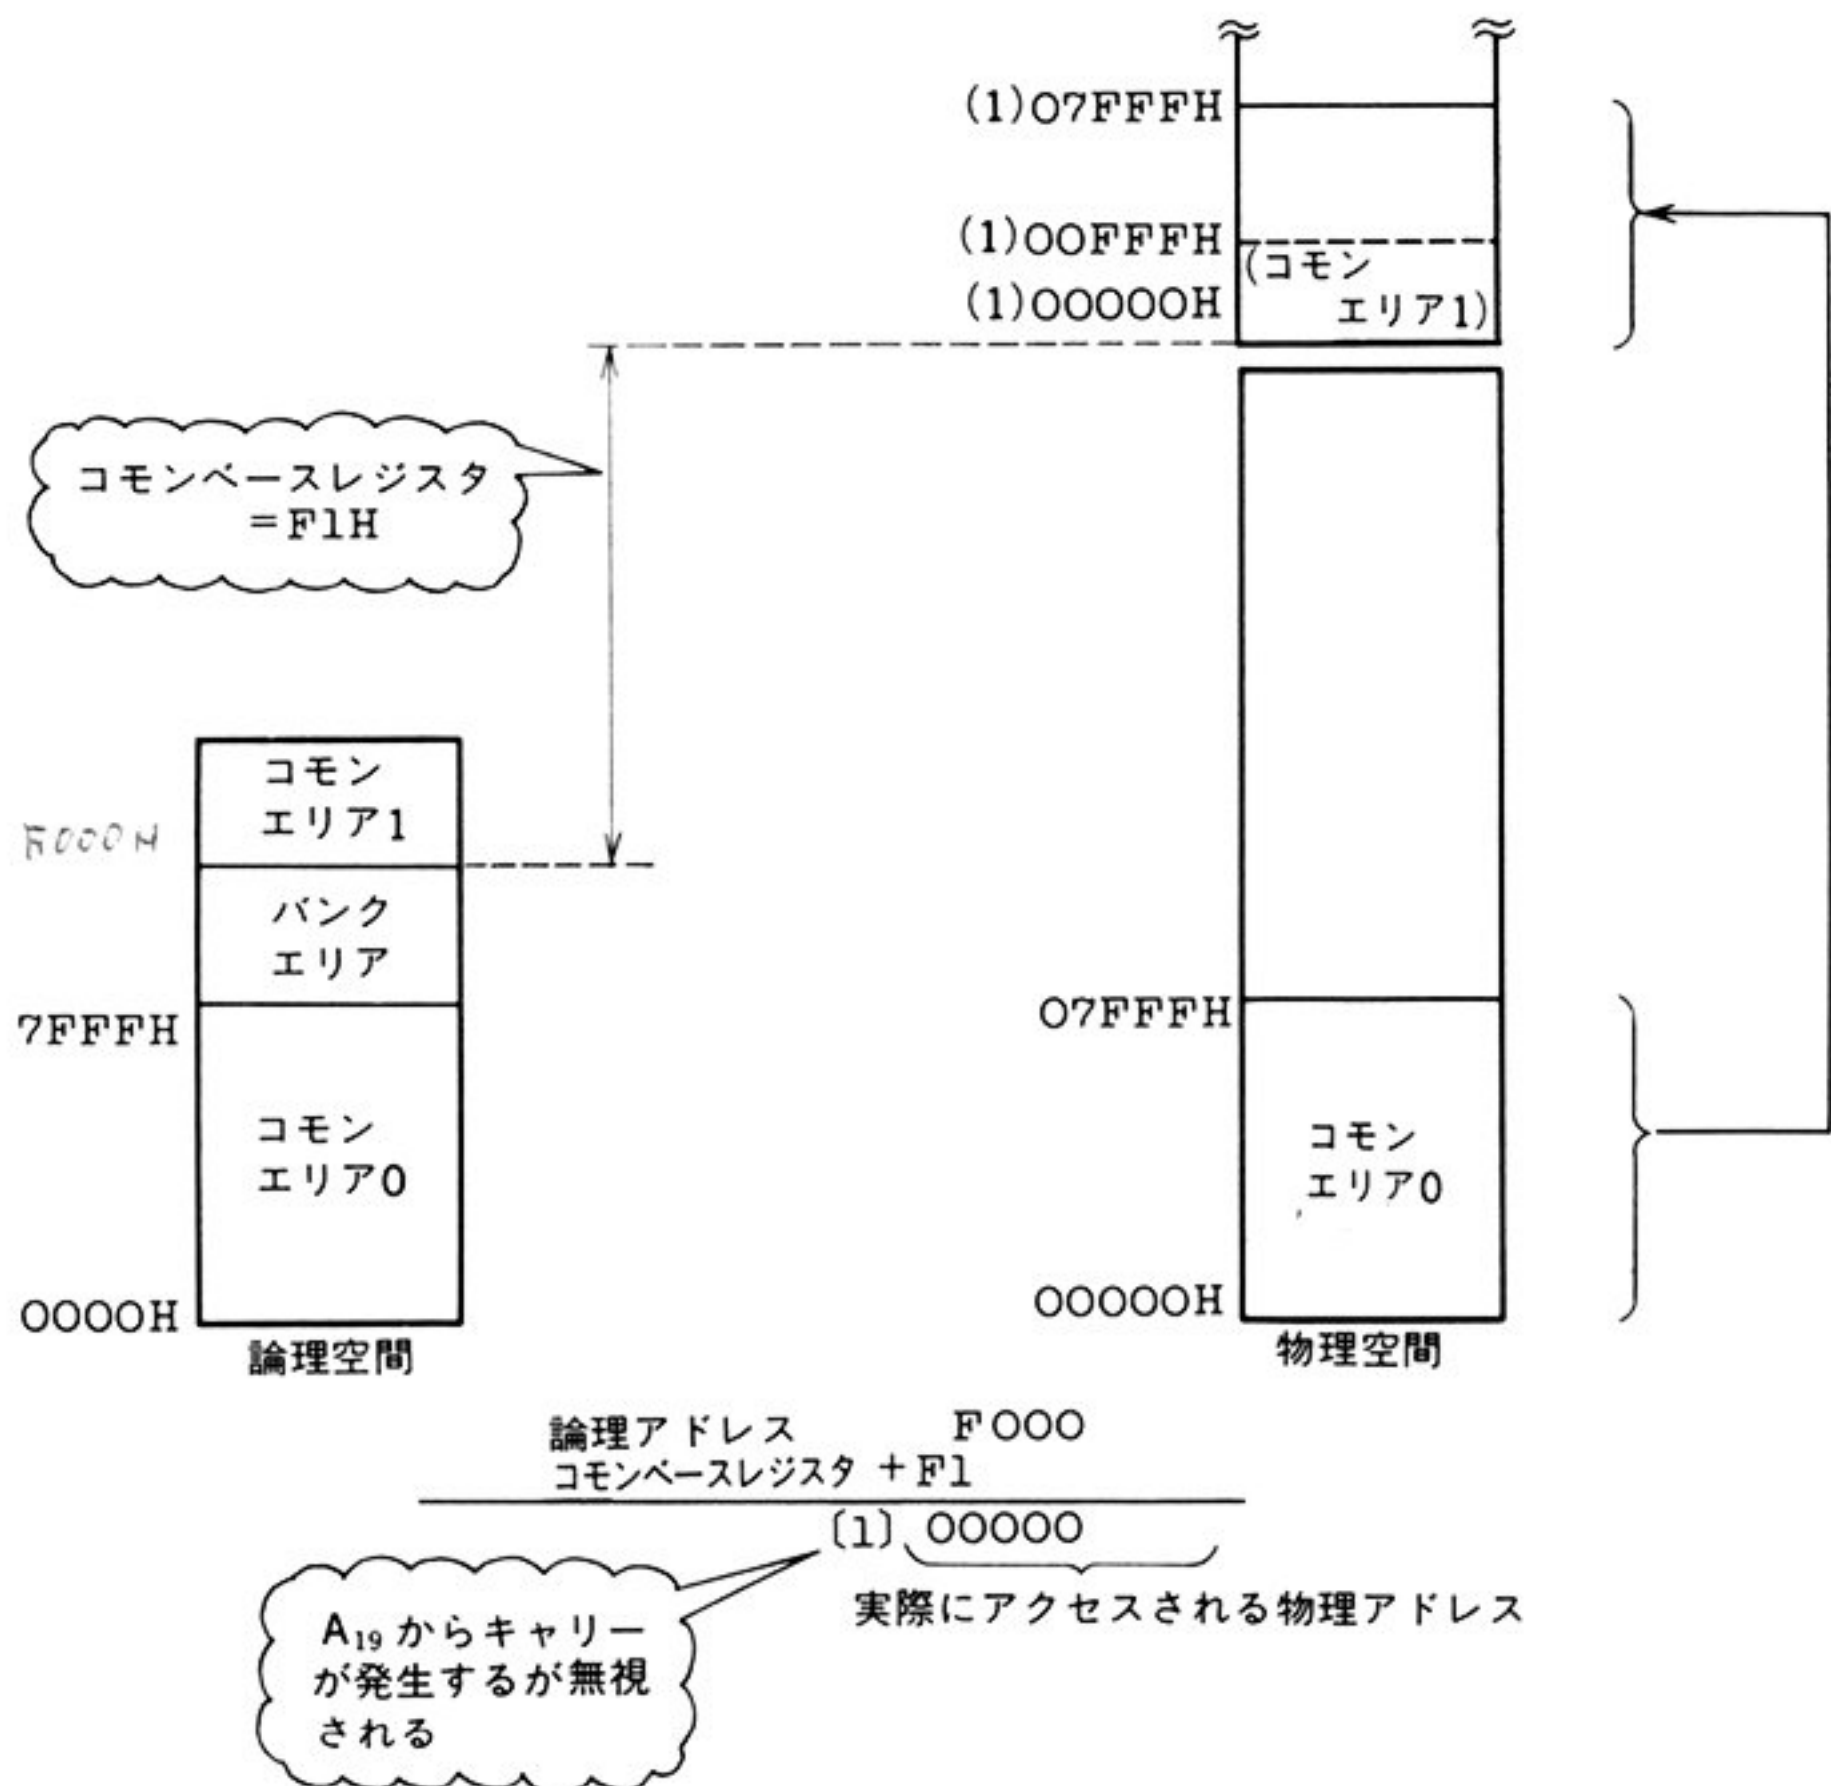 (1)07FFFH
(1)00FFFH
(コモン
エリア1)
(1)00000H
コモンベースレジスタ
=F1H
コモン
エリア1
F000H
バンク
エリア
7FFFH
コモン
エリア0
0000H
論理空間
07FFFH
コモン
エリア0
00000H
物理空間
論理アドレス F000
コモンベースレジスタ +F1
(1) 00000
実際にアクセスされる物理アドレス
A₁₉からキャリー
が発生するが無視
される